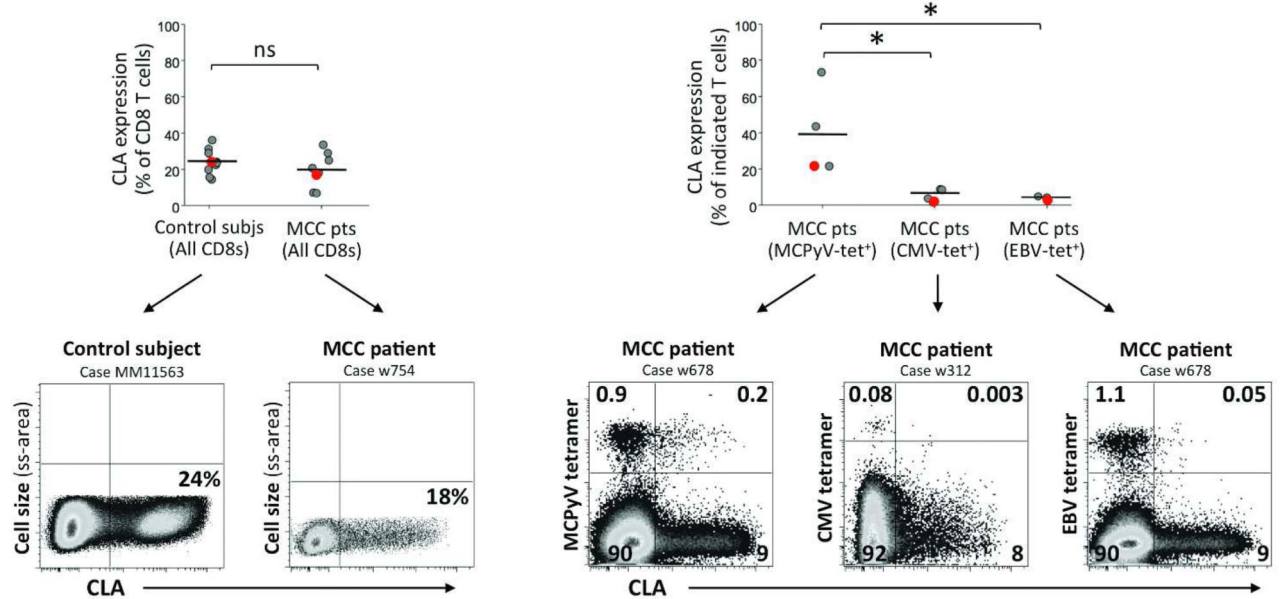 100
80
60
40
20
0
CLA expression
(% of CD8 T cells)
ns
Control subjs
(All CD8s)
MCC pts
(All CD8s)
100
80
60
40
20
0
CLA expression
(% of indicated T cells)
*
*
MCC pts
(MCPyV-tet⁺)
MCC pts
(CMV-tet⁺)
MCC pts
(EBV-tet⁺)
Control subject
Case MM11563
Cell size (ss-area)
24%
MCC patient
Case w754
Cell size (ss-area)
18%
CLA
MCC patient
Case w678
MCPyV tetramer
0.9
0.2
90
9
MCC patient
Case w312
CMV tetramer
0.08
0.003
92
8
MCC patient
Case w678
EBV tetramer
1.1
0.05
90
9
CLA